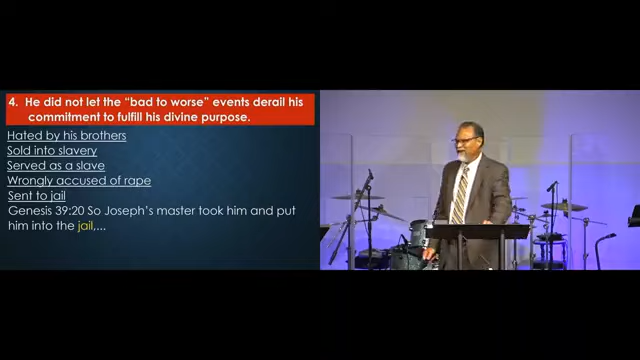 4. He did not let the “bad to worse” events derail his
commitment to fulfill his divine purpose.
Hated by his brothers
Sold into slavery
Served as a slave
Wrongly accused of rape
Sent to jail
Genesis 39:20 So Joseph’s master took him and put
him into the jail,...